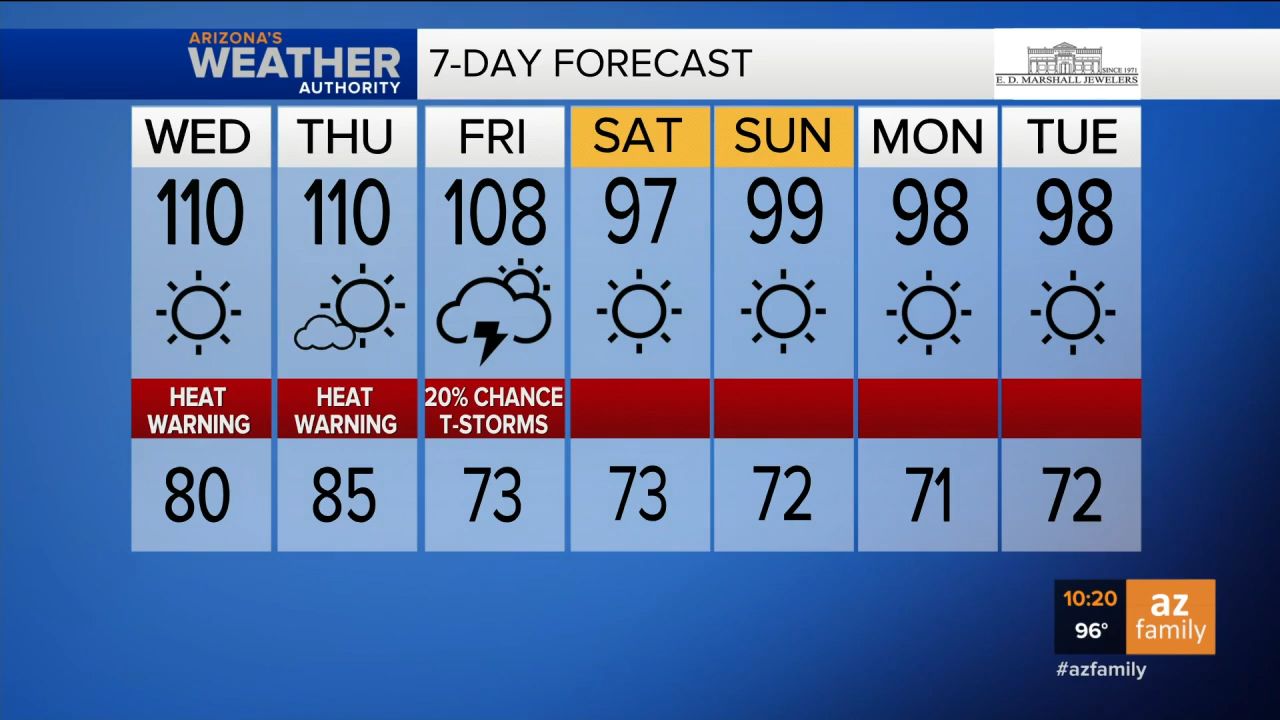 ARIZONA'S
WEATHER
AUTHORITY
7-DAY FORECAST
SINCE 1971
E. D. MARSHALL JEWELERS
WED THU FRI SAT SUN MON TUE
110 110 108 97 99 98 98
HEAT WARNING
HEAT WARNING
20% CHANCE T-STORMS
80 85 73 73 72 71 72
10:20
96°
az
family
#azfamily